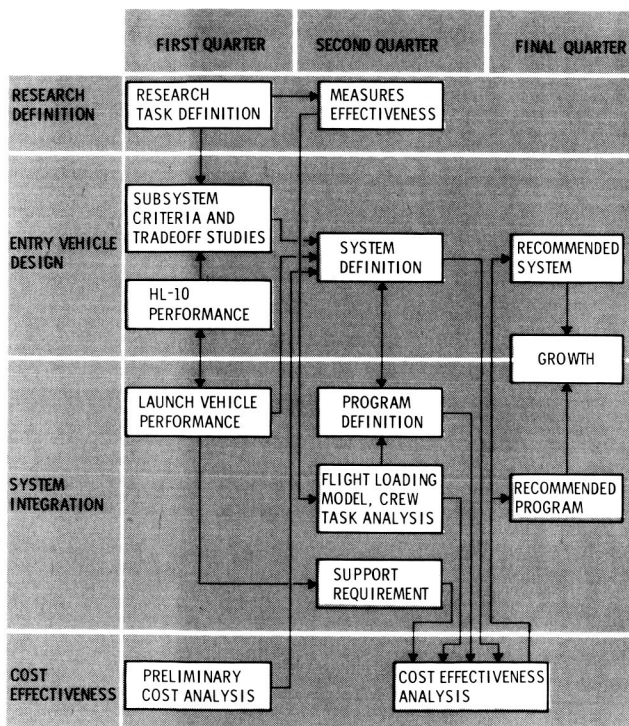 FIRST QUARTER
SECOND QUARTER
FINAL QUARTER
RESEARCH
DEFINITION
RESEARCH
TASK DEFINITION
MEASURES
EFFECTIVENESS
ENTRY VEHICLE
DESIGN
SUBSYSTEM
CRITERIA AND
TRADEOFF STUDIES
SYSTEM
DEFINITION
RECOMMENDED
SYSTEM
HL-10
PERFORMANCE
GROWTH
SYSTEM
INTEGRATION
LAUNCH VEHICLE
PERFORMANCE
PROGRAM
DEFINITION
FLIGHT LOADING
MODEL, CREW
TASK ANALYSIS
RECOMMENDED
PROGRAM
SUPPORT
REQUIREMENT
COST
EFFECTIVENESS
PRELIMINARY
COST ANALYSIS
COST EFFECTIVENESS
ANALYSIS